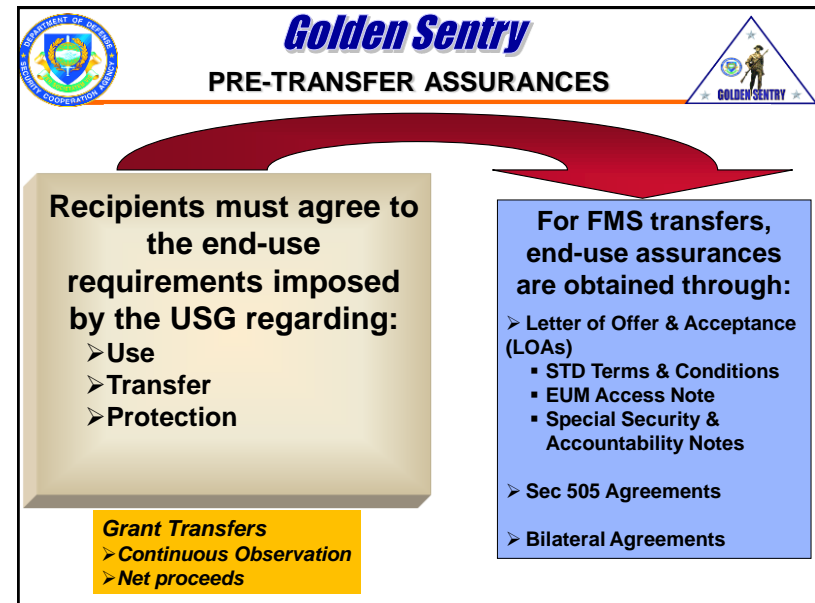 Golden Sentry
PRE-TRANSFER ASSURANCES
DEPARTMENT OF DEFENSE
SECURITY COOPERATION AGENCY
GOLDEN SENTRY
Recipients must agree to
the end-use
requirements imposed
by the USG regarding:
➢Use
➢Transfer
➢Protection
Grant Transfers
➢Continuous Observation
➢Net proceeds
For FMS transfers,
end-use assurances
are obtained through:
➢ Letter of Offer & Acceptance
(LOAs)
▪ STD Terms & Conditions
▪ EUM Access Note
▪ Special Security &
Accountability Notes
➢ Sec 505 Agreements
➢ Bilateral Agreements